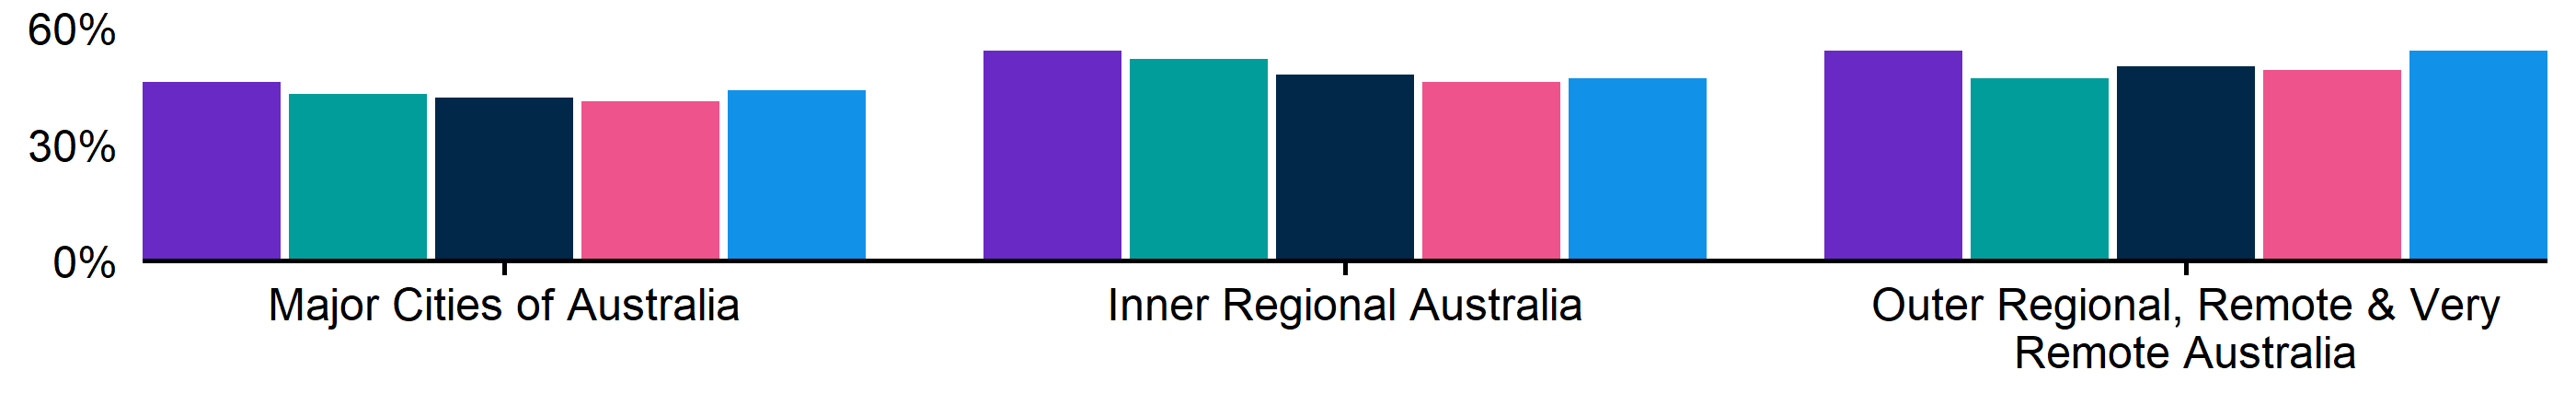 60%
30%
0%
Major Cities of Australia
Inner Regional Australia
Outer Regional, Remote & Very
Remote Australia